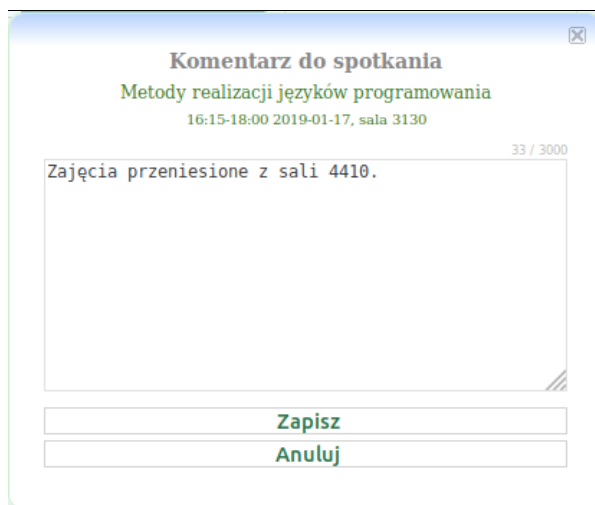 Komentarz do spotkania
Metody realizacji języków programowania
16:15-18:00 2019-01-17, sala 3130
33 / 3000
Zajęcia przeniesione z sali 4410.
Zapisz
Anuluj